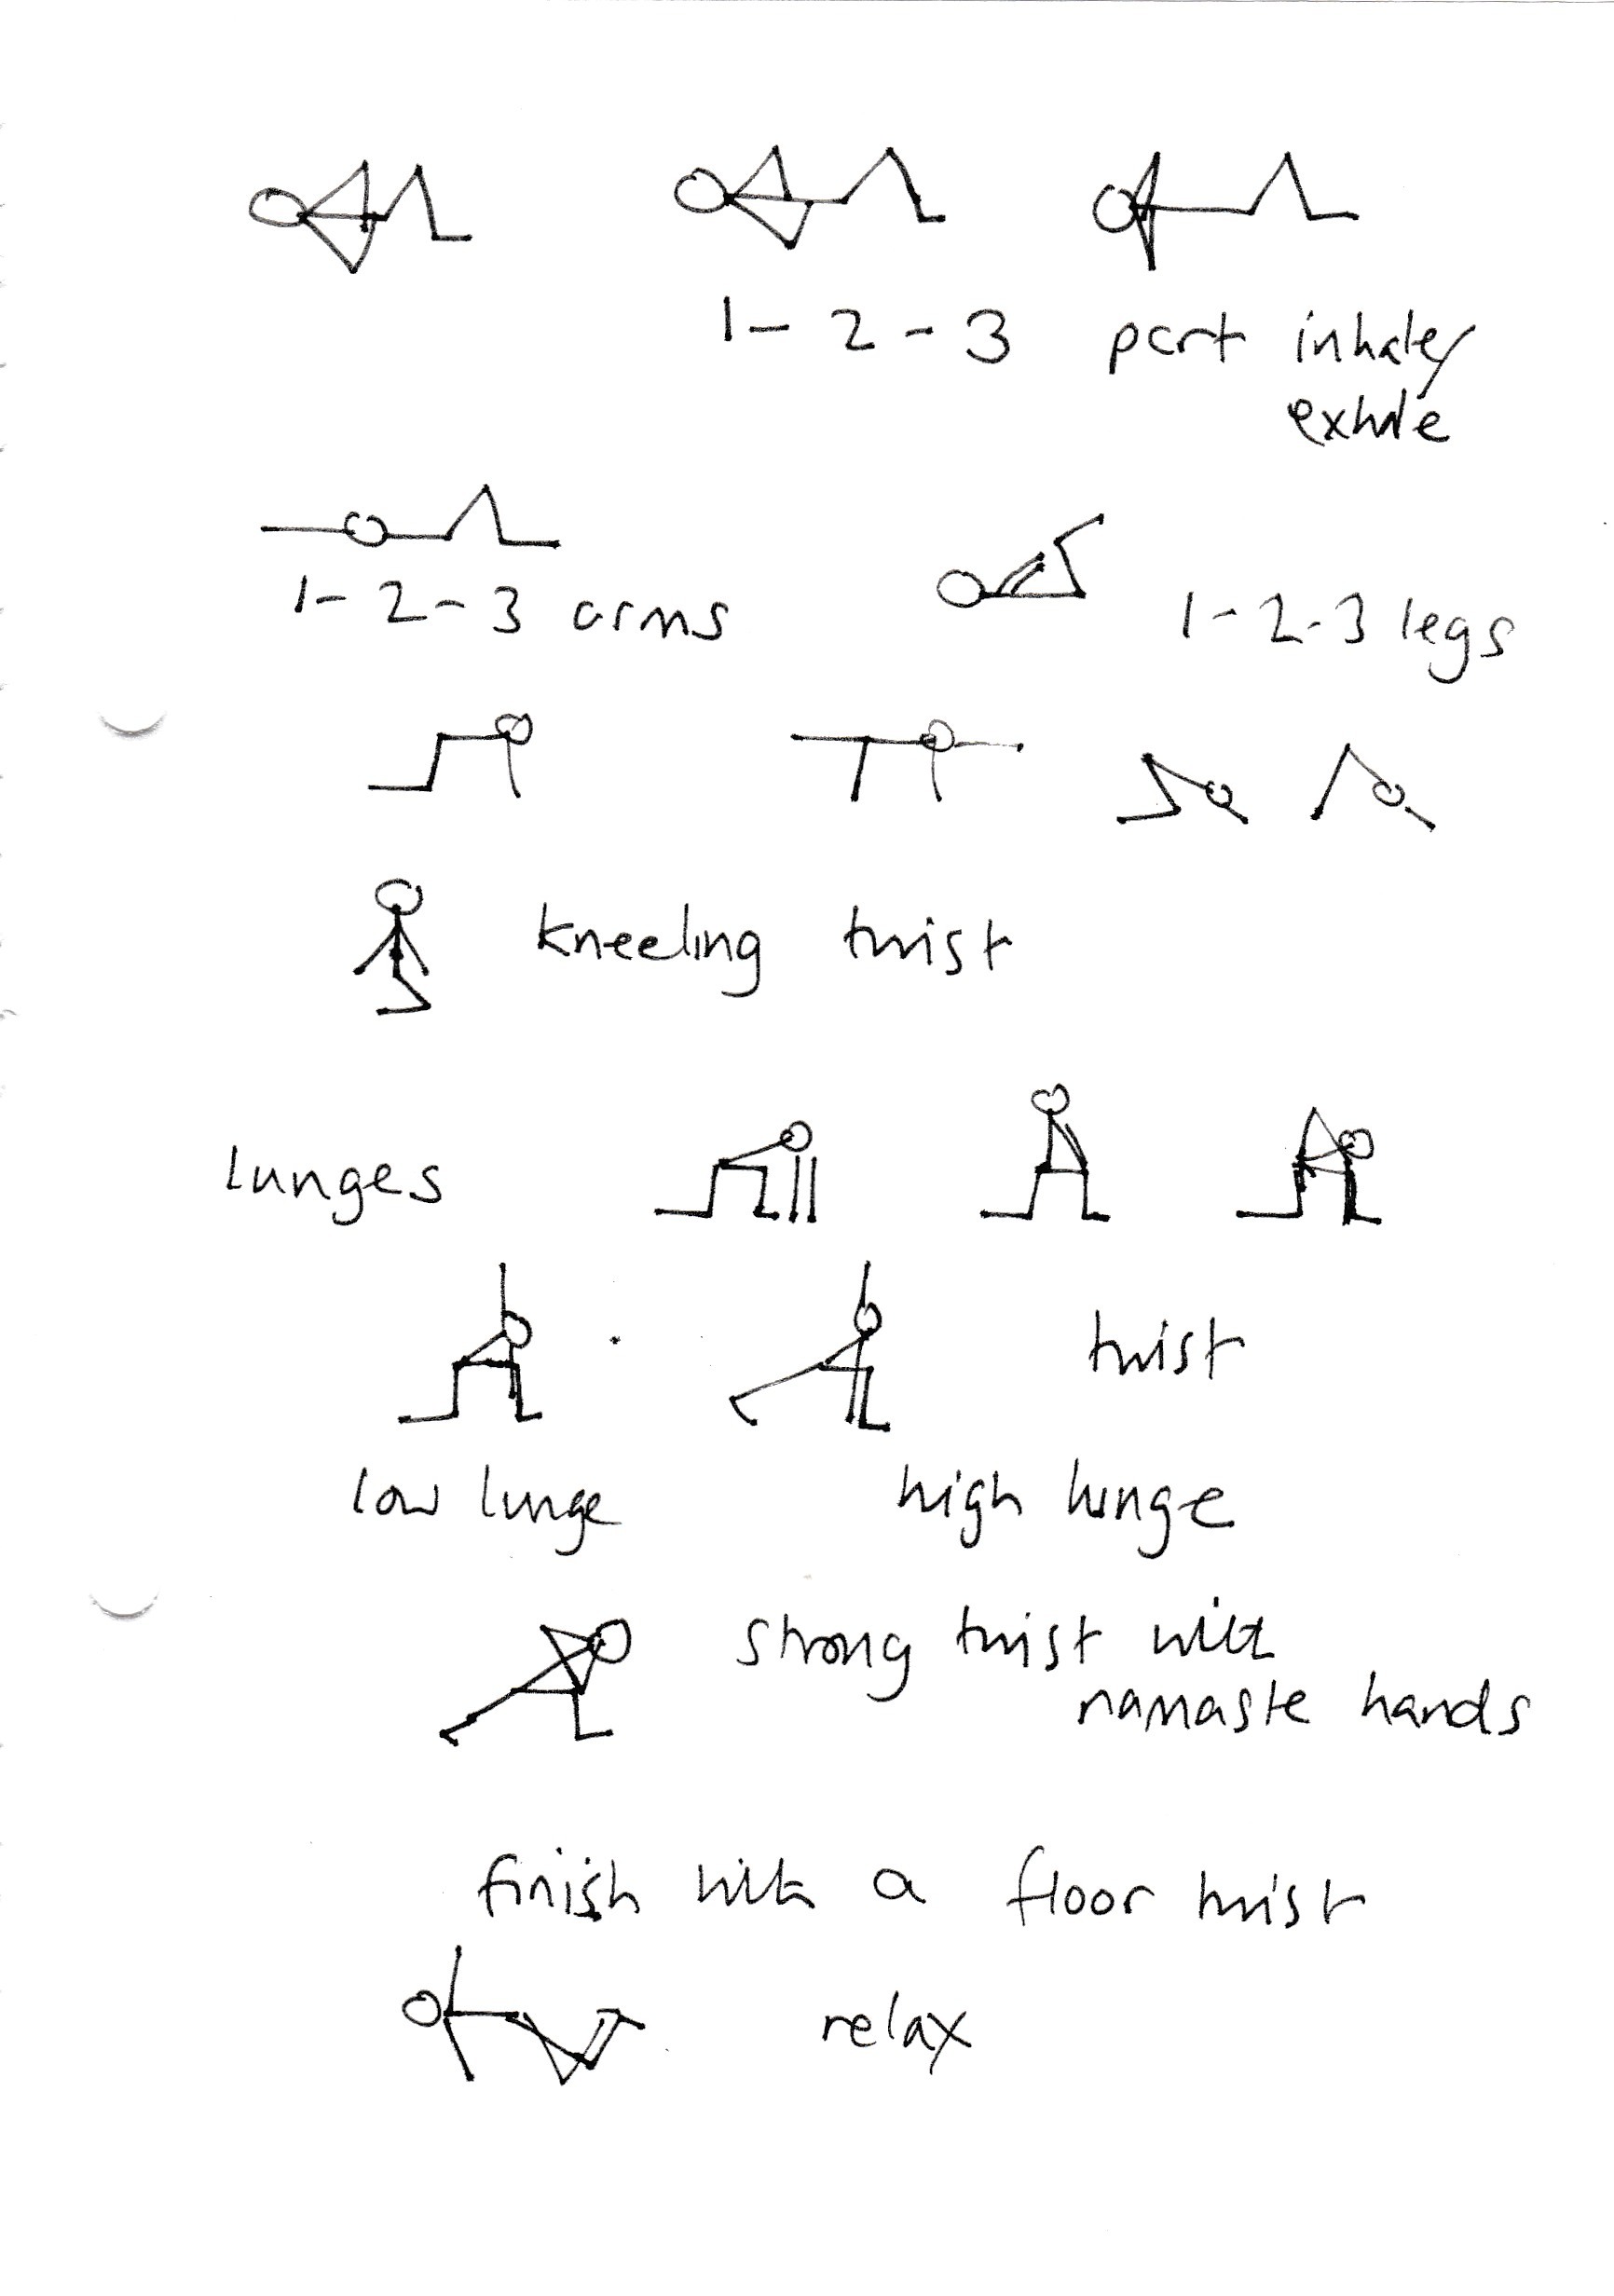 1 - 2 - 3 part inhale/
exhale
1 - 2 - 3 arms
1 - 2 - 3 legs
kneeling twist
lunges
twist
low lunge
high lunge
strong twist with
namaste hands
finish with a floor twist
relax